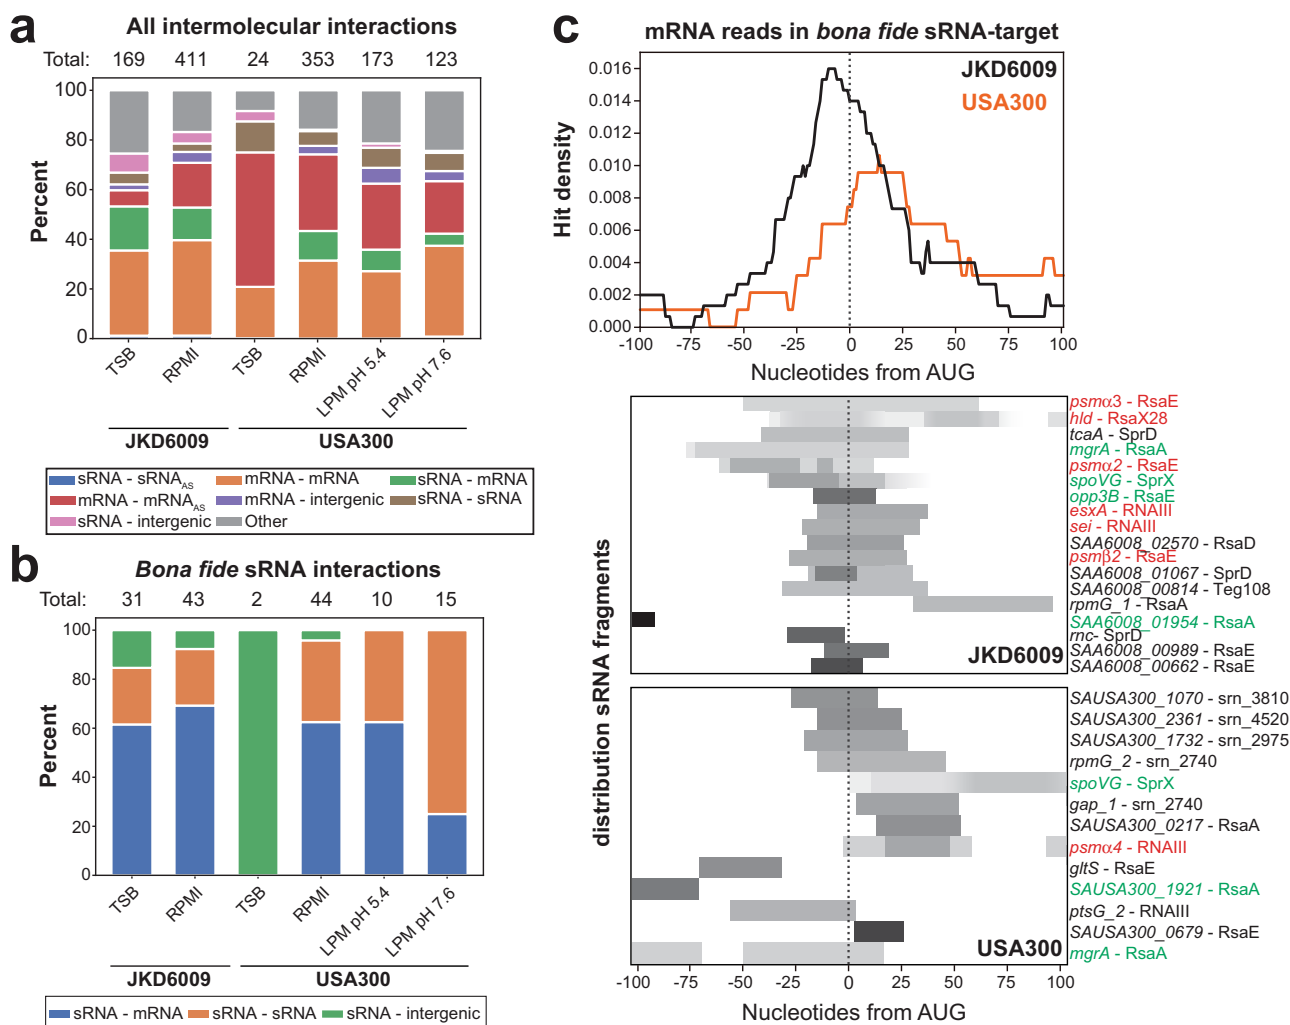 a
All intermolecular interactions
Total: 169 411 24 353 173 123
100
80
60
40
20
0
Percent
TSB
RPMI
TSB
RPMI
LPM pH 5.4
LPM pH 7.6
JKD6009
USA300
sRNA - sRNAAS
mRNA - mRNA
sRNA - mRNA
mRNA - mRNAAS
mRNA - intergenic
sRNA - sRNA
sRNA - intergenic
Other
b
Bona fide sRNA interactions
Total: 31 43 2 44 10 15
100
80
60
40
20
0
Percent
TSB
RPMI
TSB
RPMI
LPM pH 5.4
LPM pH 7.6
JKD6009
USA300
sRNA - mRNA
sRNA - sRNA
sRNA - intergenic
c
mRNA reads in bona fide sRNA-target
JKD6009
USA300
0.016
0.014
0.012
0.010
0.008
0.006
0.004
0.002
0.000
Hit density
-100 -75 -50 -25 0 25 50 75 100
Nucleotides from AUG
distribution sRNA fragments
psmα3 - RsaE
hld - RsaX28
tcaA - SprD
mgrA - RsaA
psmα2 - RsaE
spoVG - SprX
opp3B - RsaE
esxA - RNAIII
sei - RNAIII
SAA6008_02570 - RsaD
psmβ2 - RsaE
SAA6008_01067 - SprD
SAA6008_00814 - Teg108
rpmG_1 - RsaA
SAA6008_01954 - RsaA
rnc- SprD
SAA6008_00989 - RsaE
SAA6008_00662 - RsaE
JKD6009
SAUSA300_1070 - srn_3810
SAUSA300_2361 - srn_4520
SAUSA300_1732 - srn_2975
rpmG_2 - srn_2740
spoVG - SprX
gap_1 - srn_2740
SAUSA300_0217 - RsaA
psmα4 - RNAIII
gltS - RsaE
SAUSA300_1921 - RsaA
ptsG_2 - RNAIII
SAUSA300_0679 - RsaE
mgrA - RsaA
USA300
-100 -75 -50 -25 0 25 50 75 100
Nucleotides from AUG